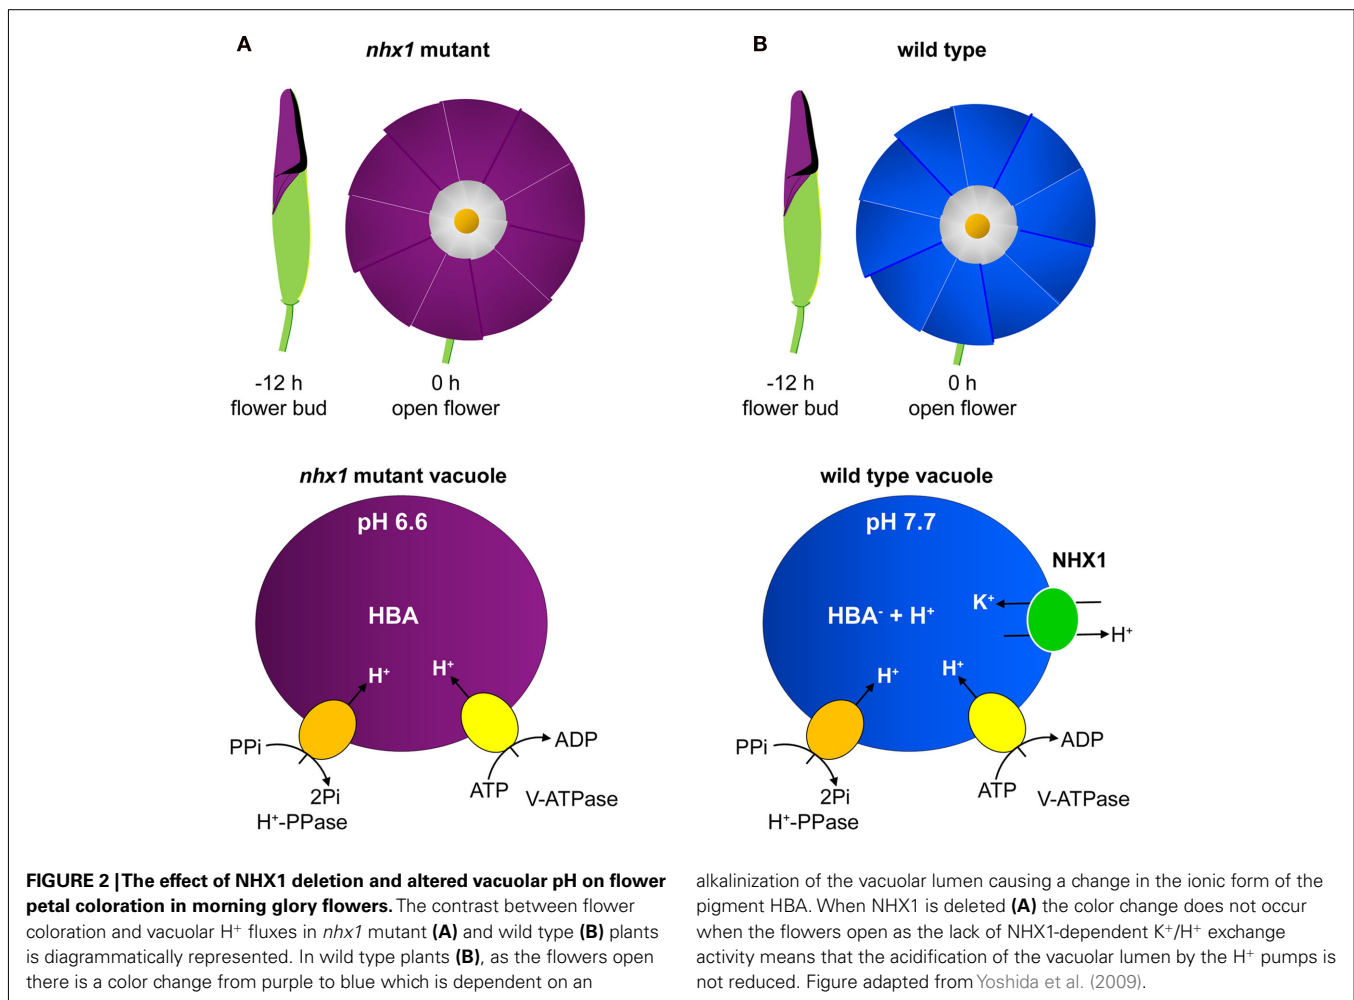 A
nhx1 mutant
B
wild type
-12 h
flower bud
0 h
open flower
-12 h
flower bud
0 h
open flower
nhx1 mutant vacuole
pH 6.6
HBA
H⁺
H⁺
PPi
2Pi
H⁺-PPase
ADP
ATP
V-ATPase
wild type vacuole
pH 7.7
NHX1
K⁺
HBA⁻ + H⁺
H⁺
H⁺
H⁺
PPi
2Pi
H⁺-PPase
ADP
ATP
V-ATPase
FIGURE 2 | The effect of NHX1 deletion and altered vacuolar pH on flower
petal coloration in morning glory flowers. The contrast between flower
coloration and vacuolar H⁺ fluxes in nhx1 mutant (A) and wild type (B) plants
is diagrammatically represented. In wild type plants (B), as the flowers open
there is a color change from purple to blue which is dependent on an
alkalinization of the vacuolar lumen causing a change in the ionic form of the
pigment HBA. When NHX1 is deleted (A) the color change does not occur
when the flowers open as the lack of NHX1-dependent K⁺/H⁺ exchange
activity means that the acidification of the vacuolar lumen by the H⁺ pumps is
not reduced. Figure adapted from Yoshida et al. (2009).